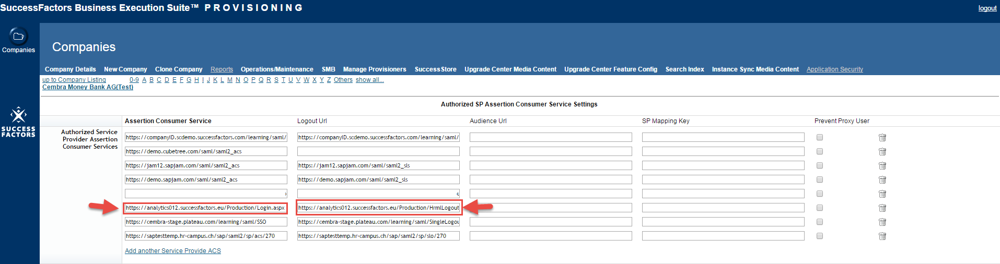 SuccessFactors Business Execution Suite™ PROVISIONING
logout
Companies
Companies
Company Details New Company Clone Company Reports Operations/Maintenance SMB Manage Provisioners SuccessStore Upgrade Center Media Content Upgrade Center Feature Config Search Index Instance Sync Media Content Application Security
up to Company Listing 0-9 A B C D E F G H I J K L M N O P Q R S T U V W X Y Z Others show all...
Cembra Money Bank AG(Test)
SUCCESS
FACTORS
Authorized SP Assertion Consumer Service Settings
Assertion Consumer Service Logout Url Audience Url SP Mapping Key Prevent Proxy User
Authorized Service
Provider Assertion
Consumer Services
https://companyID.scdemo.successfactors.com/learning/saml/ https://companyID.scdemo.successfactors.com/learning/saml/
https://demo.cubetree.com/saml/saml2_acs
https://jam12.sapjam.com/saml/saml2_acs https://jam12.sapjam.com/saml/saml2_sls
https://demo.sapjam.com/saml/saml2_acs https://demo.sapjam.com/saml/saml2_sls
https://analytics012.successfactors.eu/Production/Login.aspx https://analytics012.successfactors.eu/Production/HrmlLogout
https://cembra-stage.plateau.com/learning/saml/SSO https://cembra-stage.plateau.com/learning/saml/SingleLogou
https://saptesttemp.hr-campus.ch/sap/saml2/sp/acs/270 https://saptesttemp.hr-campus.ch/sap/saml2/sp/slo/270
Add another Service Provide ACS